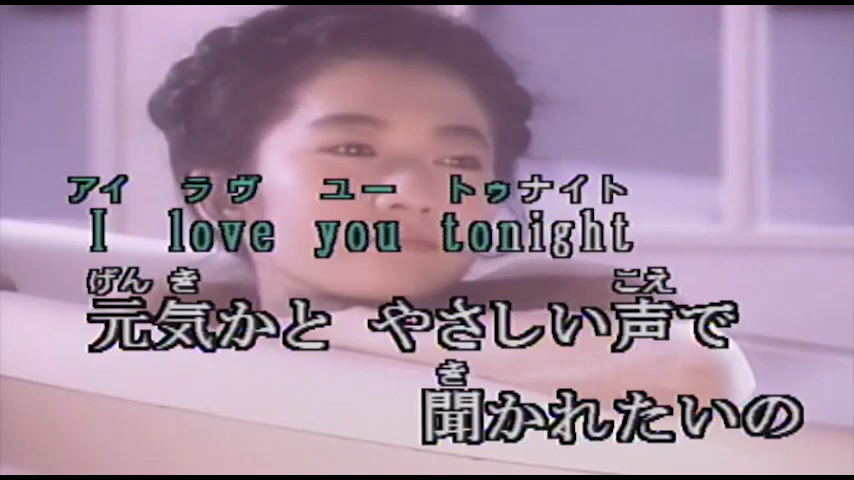 アイ ラヴ ユー トゥナイト
I love you tonight
げんき こえ
元気かと やさしい声で
き
聞かれたいの